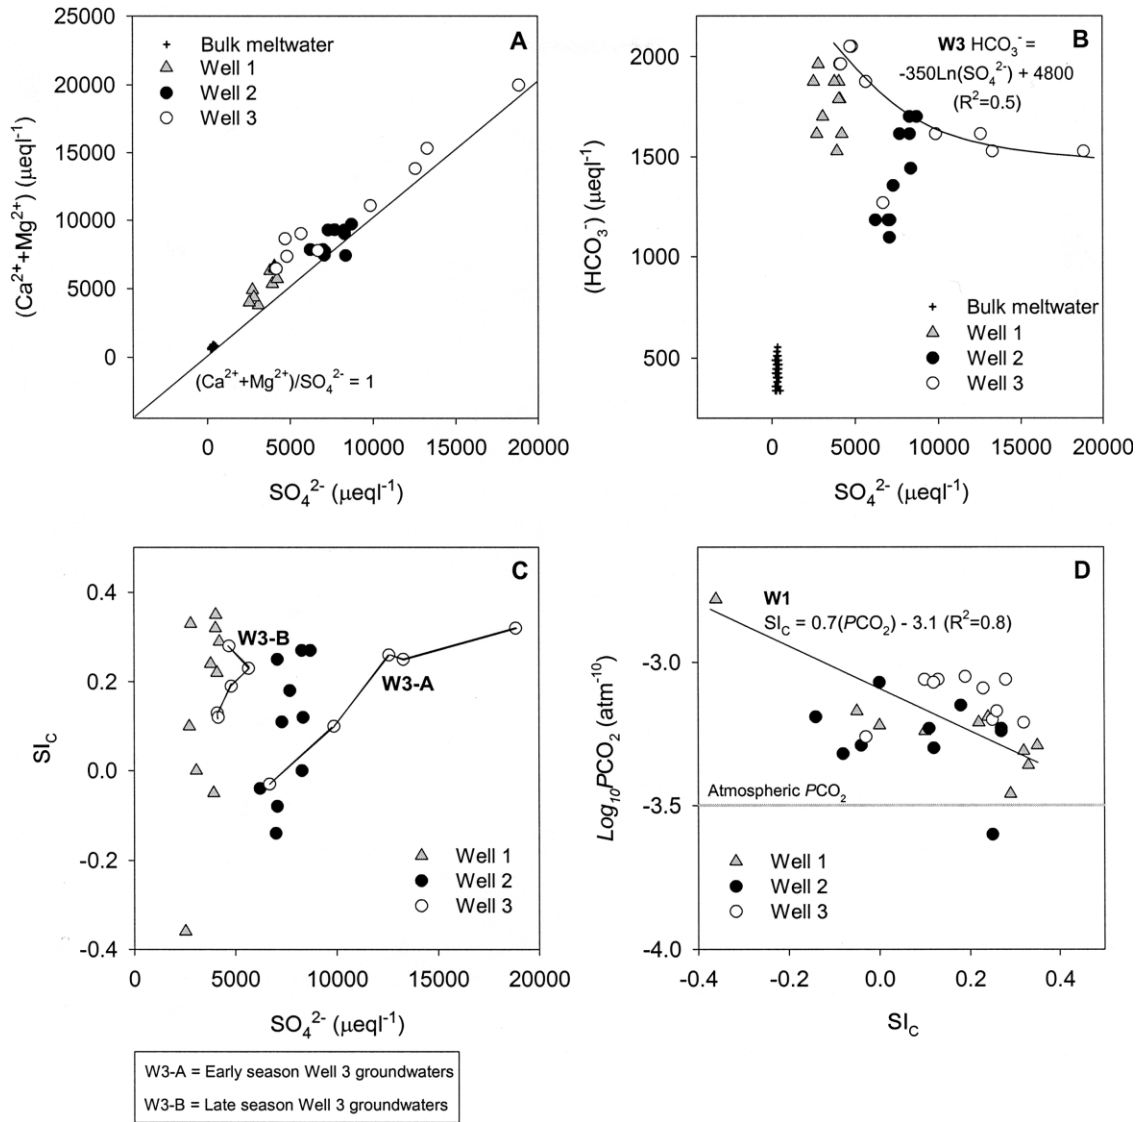 A
(Ca²⁺+Mg²⁺) (µeql⁻¹)
25000
20000
15000
10000
5000
0
Bulk meltwater
Well 1
Well 2
Well 3
(Ca²⁺+Mg²⁺)/SO₄²⁻ = 1
0
5000
10000
15000
20000
SO₄²⁻ (µeql⁻¹)
B
(HCO₃⁻) (µeql⁻¹)
2000
1500
1000
500
W3 HCO₃⁻ =
-350Ln(SO₄²⁻) + 4800
(R²=0.5)
Bulk meltwater
Well 1
Well 2
Well 3
0
5000
10000
15000
20000
SO₄²⁻ (µeql⁻¹)
C
SI_C
0.4
0.2
0.0
-0.2
-0.4
W3-B
W3-A
Well 1
Well 2
Well 3
0
5000
10000
15000
20000
SO₄²⁻ (µeql⁻¹)
W3-A = Early season Well 3 groundwaters
W3-B = Late season Well 3 groundwaters
D
Log₁₀PCO₂ (atm⁻¹⁰)
-3.0
-3.5
-4.0
W1
SI_C = 0.7(PCO₂) - 3.1 (R²=0.8)
Atmospheric PCO₂
Well 1
Well 2
Well 3
-0.4
-0.2
0.0
0.2
0.4
SI_C